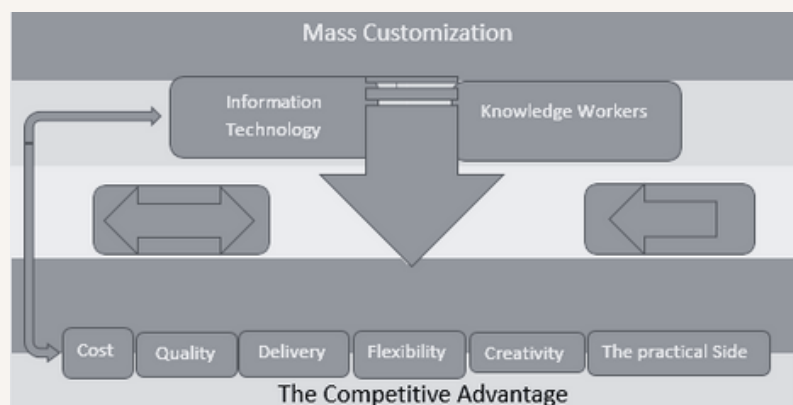 Mass Customization
Information
Technology
Knowledge Workers
Cost
Quality
Delivery
Flexibility
Creativity
The practical Side
The Competitive Advantage